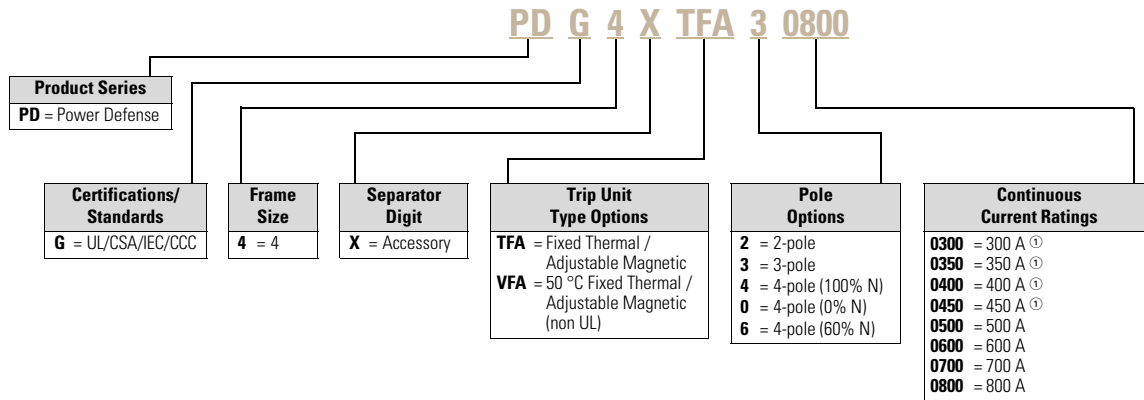 PD G 4 X TFA 3 0800
Product Series
PD = Power Defense
Certifications/
Standards
G = UL/CSA/IEC/CCC
Frame
Size
4 = 4
Separator
Digit
X = Accessory
Trip Unit
Type Options
TFA = Fixed Thermal /
Adjustable Magnetic
VFA = 50 °C Fixed Thermal /
Adjustable Magnetic
(non UL)
Pole
Options
2 = 2-pole
3 = 3-pole
4 = 4-pole (100% N)
0 = 4-pole (0% N)
6 = 4-pole (60% N)
Continuous
Current Ratings
0300 = 300 A ①
0350 = 350 A ①
0400 = 400 A ①
0450 = 450 A ①
0500 = 500 A
0600 = 600 A
0700 = 700 A
0800 = 800 A